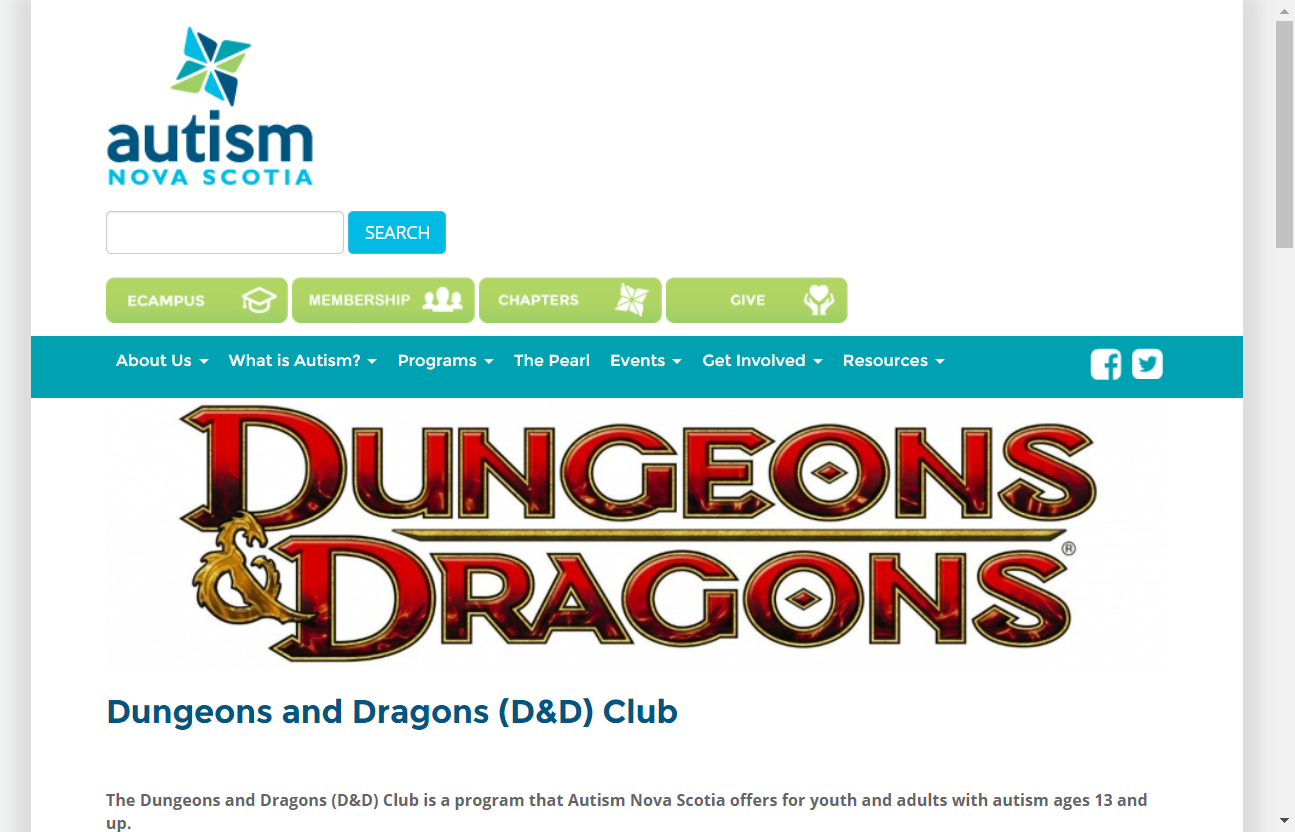 autism
NOVA SCOTIA
SEARCH
ECAMPUS MEMBERSHIP CHAPTERS GIVE
About Us What is Autism? Programs The Pearl Events Get Involved Resources
DUNGEONS
& DRAGONS®
Dungeons and Dragons (D&D) Club
The Dungeons and Dragons (D&D) Club is a program that Autism Nova Scotia offers for youth and adults with autism ages 13 and
up.